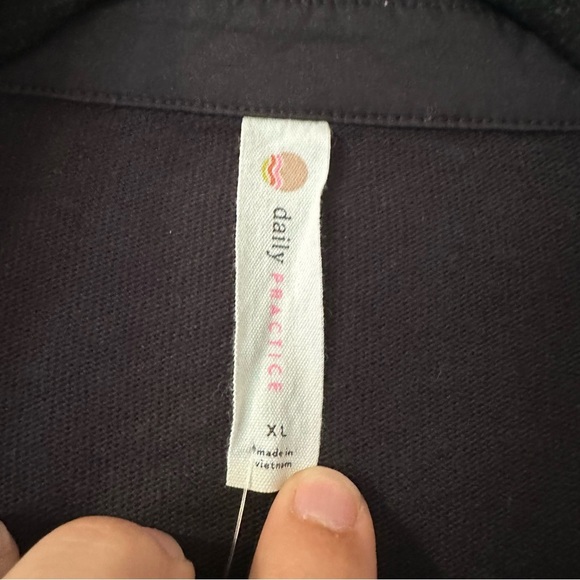 daily PRACTICE
XL
made in
vietnam